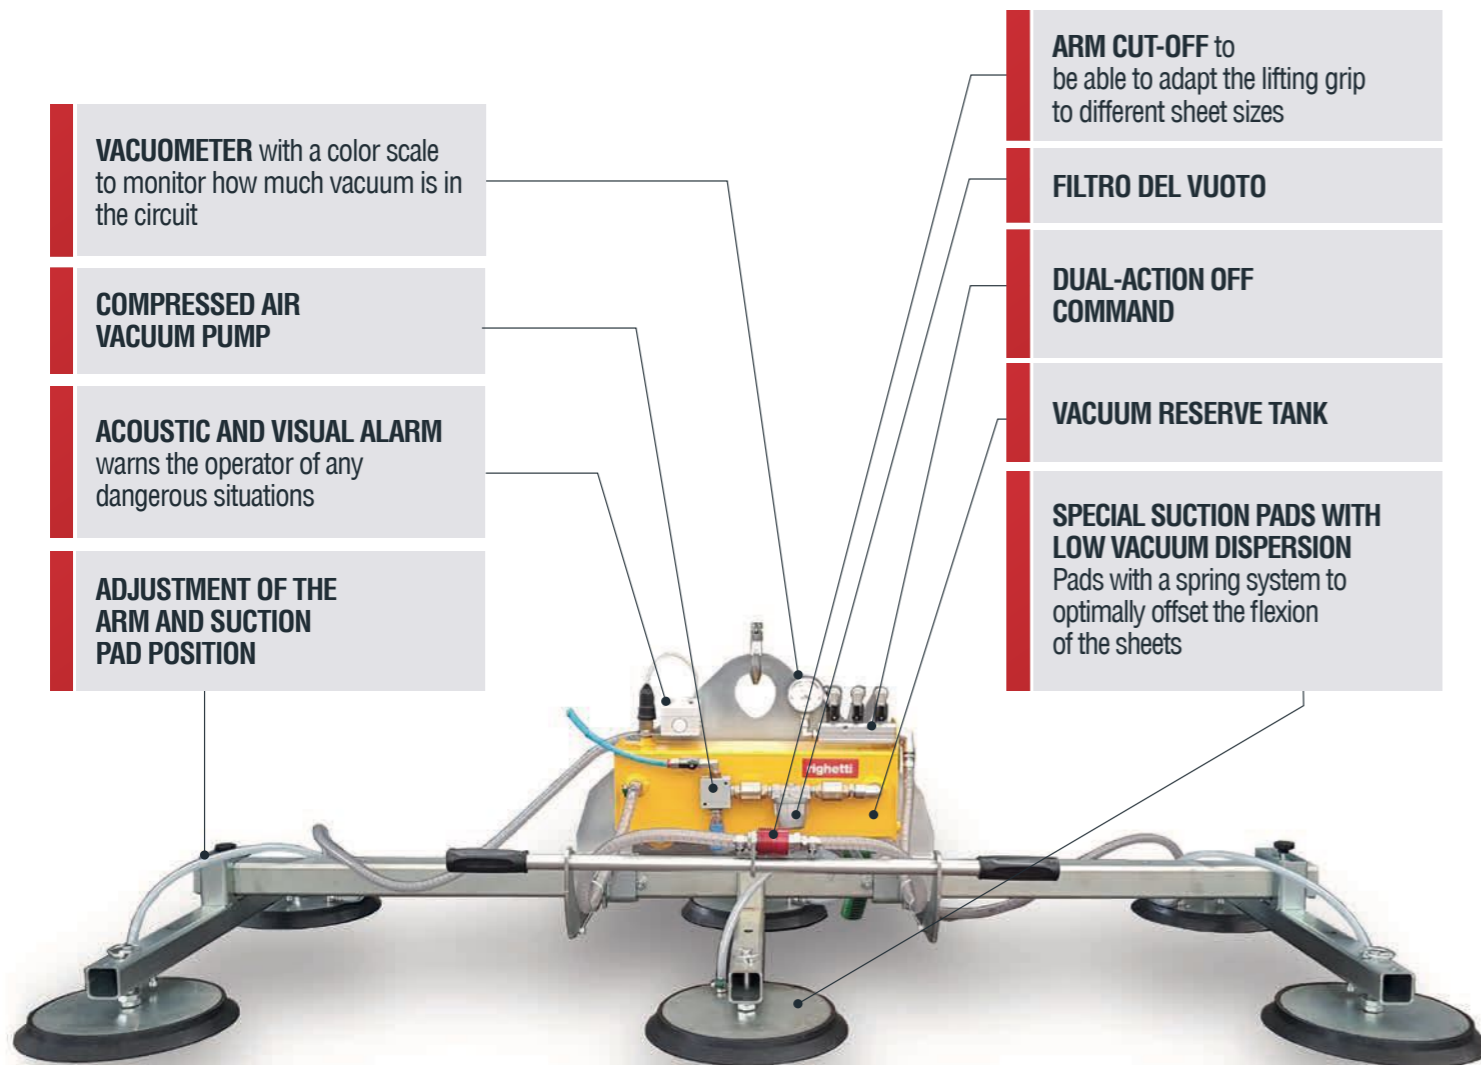 VACUOMETER with a color scale
to monitor how much vacuum is in
the circuit
COMPRESSED AIR
VACUUM PUMP
ACOUSTIC AND VISUAL ALARM
warns the operator of any
dangerous situations
ADJUSTMENT OF THE
ARM AND SUCTION
PAD POSITION
ARM CUT-OFF to
be able to adapt the lifting grip
to different sheet sizes
FILTRO DEL VUOTO
DUAL-ACTION OFF
COMMAND
VACUUM RESERVE TANK
SPECIAL SUCTION PADS WITH
LOW VACUUM DISPERSION
Pads with a spring system to
optimally offset the flexion
of the sheets
righetti